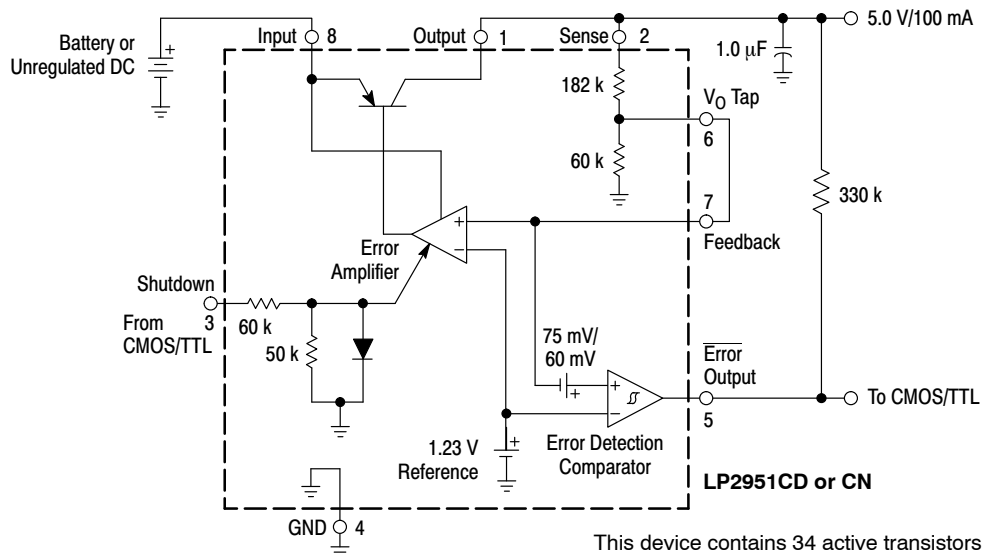 5.0 V/100 mA
Battery or
Unregulated DC
+
Input 8
Output 1
Sense 2
1.0 µF
182 k
VO Tap
6
60 k
7
Feedback
330 k
+
−
Error
Amplifier
Shutdown
3
From
CMOS/TTL
60 k
50 k
75 mV/
60 mV
+
+
−
Error
Output
5
To CMOS/TTL
1.23 V
Reference
+
Error Detection
Comparator
LP2951CD or CN
GND 4
This device contains 34 active transistors